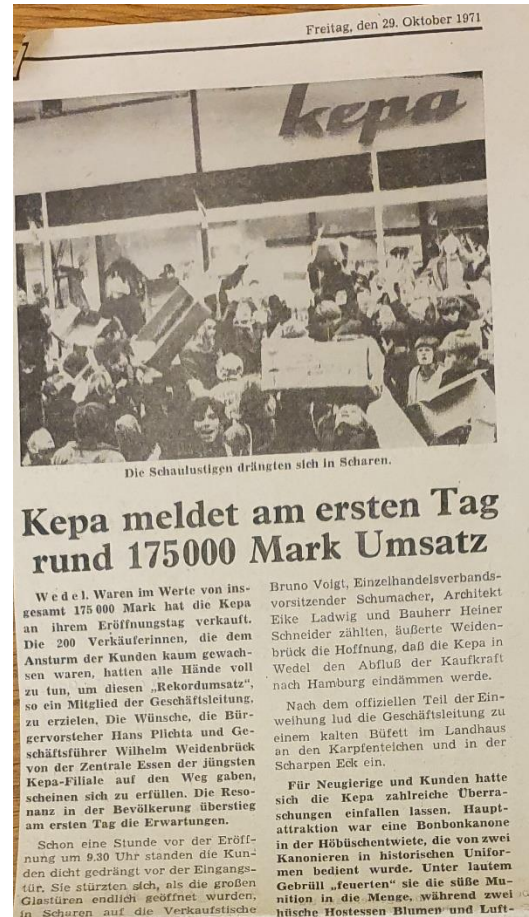 Freitag, den 29. Oktober 1971
kepa
Die Schaulustigen drängten sich in Scharen.
Kepa meldet am ersten Tag
rund 175000 Mark Umsatz
Wedel. Waren im Werte von ins-
gesamt 175 000 Mark hat die Kepa
an ihrem Eröffnungstag verkauft.
Die 200 Verkäuferinnen, die dem
Ansturm der Kunden kaum gewach-
sen waren, hatten alle Hände voll
zu tun, um diesen „Rekordumsatz“,
so ein Mitglied der Geschäftsleitung,
zu erzielen. Die Wünsche, die Bür-
gervorsteher Hans Plichta und Ge-
schäftsführer Wilhelm Weidenbrück
von der Zentrale Essen der jüngsten
Kepa-Filiale auf den Weg gaben,
scheinen sich zu erfüllen. Die Reso-
nanz in der Bevölkerung überstieg
am ersten Tag die Erwartungen.
Schon eine Stunde vor der Eröff-
nung um 9.30 Uhr standen die Kun-
den dicht gedrängt vor der Eingangs-
tür. Sie stürzten sich, als die großen
Glastüren endlich geöffnet wurden,
in Scharen auf die Verkaufstische
Bruno Voigt, Einzelhandelsverbands-
vorsitzender Schumacher, Architekt
Eike Ladwig und Bauherr Heiner
Schneider zählten, äußerte Weiden-
brück die Hoffnung, daß die Kepa in
Wedel den Abfluß der Kaufkraft
nach Hamburg eindämmen werde.
Nach dem offiziellen Teil der Ein-
weihung lud die Geschäftsleitung zu
einem kalten Büfett im Landhaus
an den Karpfenteichen und in der
Scharpen Eck ein.
Für Neugierige und Kunden hatte
sich die Kepa zahlreiche Überra-
schungen einfallen lassen. Haupt-
attraktion war eine Bonbonkanone
in der Höbüschentwiete, die von zwei
Kanonieren in historischen Unifor-
men bedient wurde. Unter lautem
Gebrüll „feuerten“ sie die süße Mu-
nition in die Menge, während zwei
hübsche Hostessen Blumen und Luft-